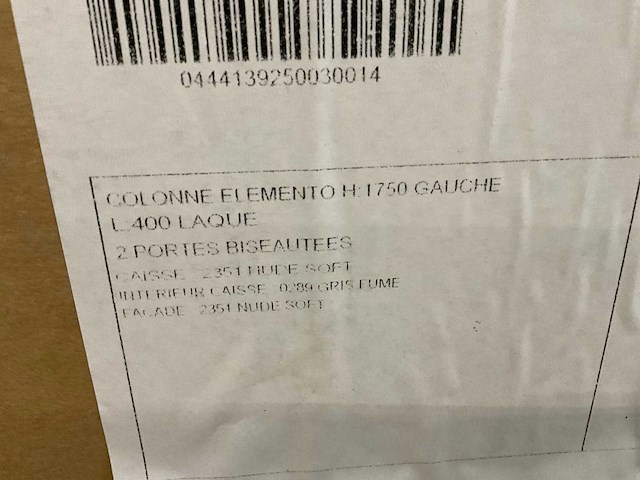 0444139250030014
COLONNE ELEMENTO H:1750 GAUCHE
L:400 LAQUE
2 PORTES BISEAUTEES
CAISSE 2351 NUDE SOFT
INTERIEUR CAISSE GRIS FUME
FACADE 2351 NUDE SOFT